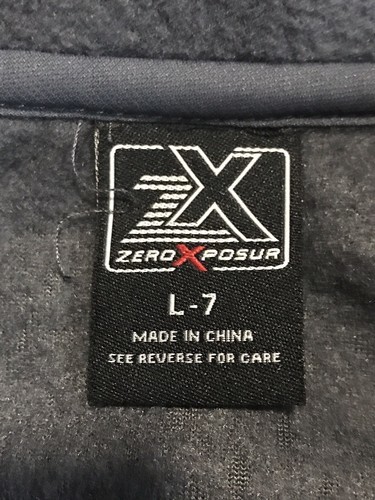 ZX
ZEROXPOSUR
L-7
MADE IN CHINA
SEE REVERSE FOR CARE